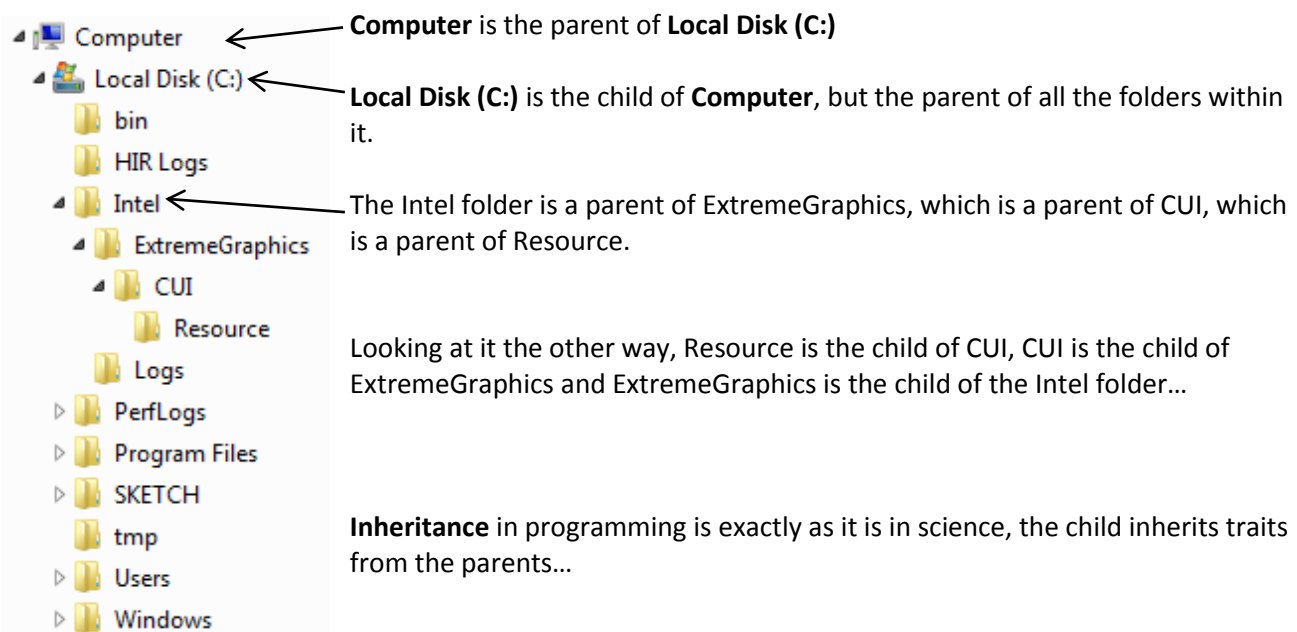 Computer
Local Disk (C:)
bin
HIR Logs
Intel
ExtremeGraphics
CUI
Resource
Logs
PerfLogs
Program Files
SKETCH
tmp
Users
Windows
Computer is the parent of Local Disk (C:)
Local Disk (C:) is the child of Computer, but the parent of all the folders within
it.
The Intel folder is a parent of ExtremeGraphics, which is a parent of CUI, which
is a parent of Resource.
Looking at it the other way, Resource is the child of CUI, CUI is the child of
ExtremeGraphics and ExtremeGraphics is the child of the Intel folder…
Inheritance in programming is exactly as it is in science, the child inherits traits
from the parents…